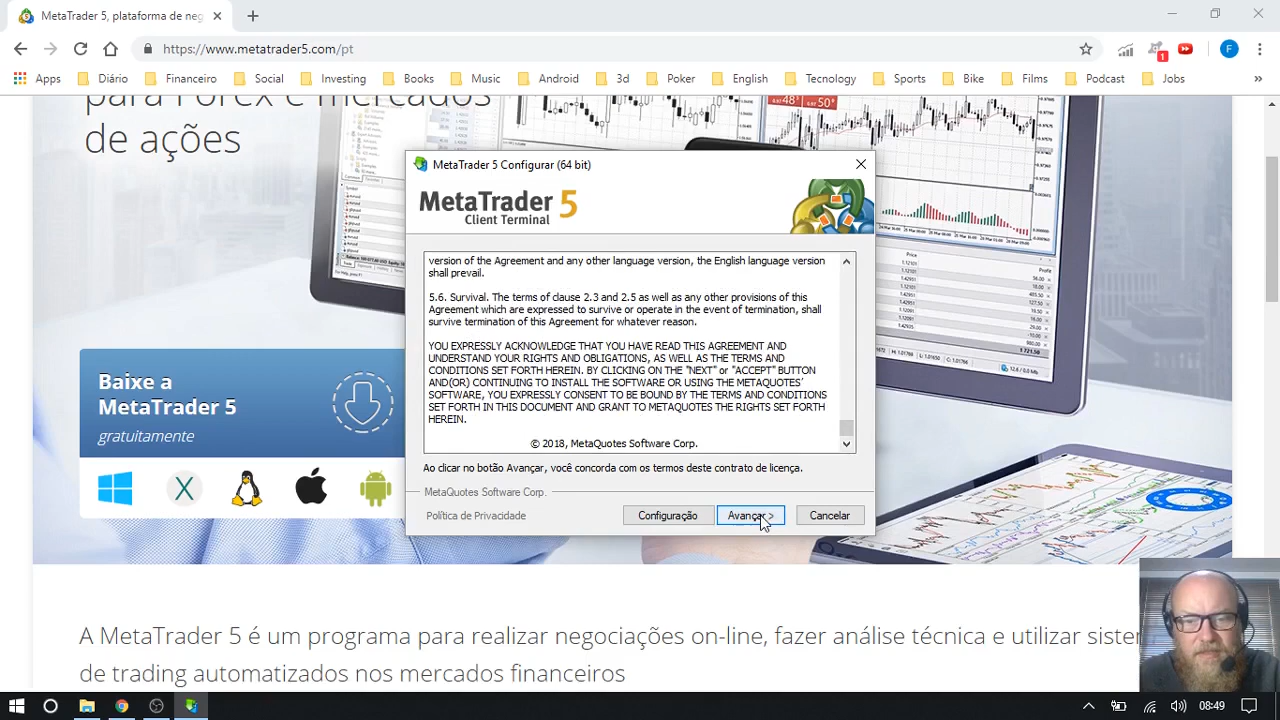 MetaTrader 5, plataforma de neg
https://www.metatrader5.com/pt
1
F
Apps
Diário
Financeiro
Social
Investing
Books
Music
Android
3d
Poker
English
Tecnology
Sports
Bike
Films
Podcast
Jobs
»
para Forex e mercados
de ações
MetaTrader 5 Configurar (64 bit)
MetaTrader 5
Client Terminal
version of the Agreement and any other language version, the English language version
shall prevail.
5.6. Survival. The terms of clause 2.3 and 2.5 as well as any other provisions of this
Agreement which are expressed to survive or operate in the event of termination, shall
survive termination of this Agreement for whatever reason.
YOU EXPRESSLY ACKNOWLEDGE THAT YOU HAVE READ THIS AGREEMENT AND
UNDERSTAND YOUR RIGHTS AND OBLIGATIONS, AS WELL AS THE TERMS AND
CONDITIONS SET FORTH HEREIN. BY CLICKING ON THE "NEXT" or "ACCEPT" BUTTON
AND(OR) CONTINUING TO INSTALL THE SOFTWARE OR USING THE METAQUOTES'
SOFTWARE, YOU EXPRESSLY CONSENT TO BE BOUND BY THE TERMS AND CONDITIONS
SET FORTH IN THIS DOCUMENT AND GRANT TO METAQUOTES THE RIGHTS SET FORTH
HEREIN.
© 2018, MetaQuotes Software Corp.
Ao clicar no botão Avançar, você concorda com os termos deste contrato de licença.
MetaQuotes Software Corp.
Política de Privacidade
Configuração
Avançar >
Cancelar
Baixe a
MetaTrader 5
gratuitamente
Price
Profit
A MetaTrader 5 é um programa para realizar negociações on-line, fazer análise técnica e utilizar sister
de trading automatizados nos mercados financeiros
08:49